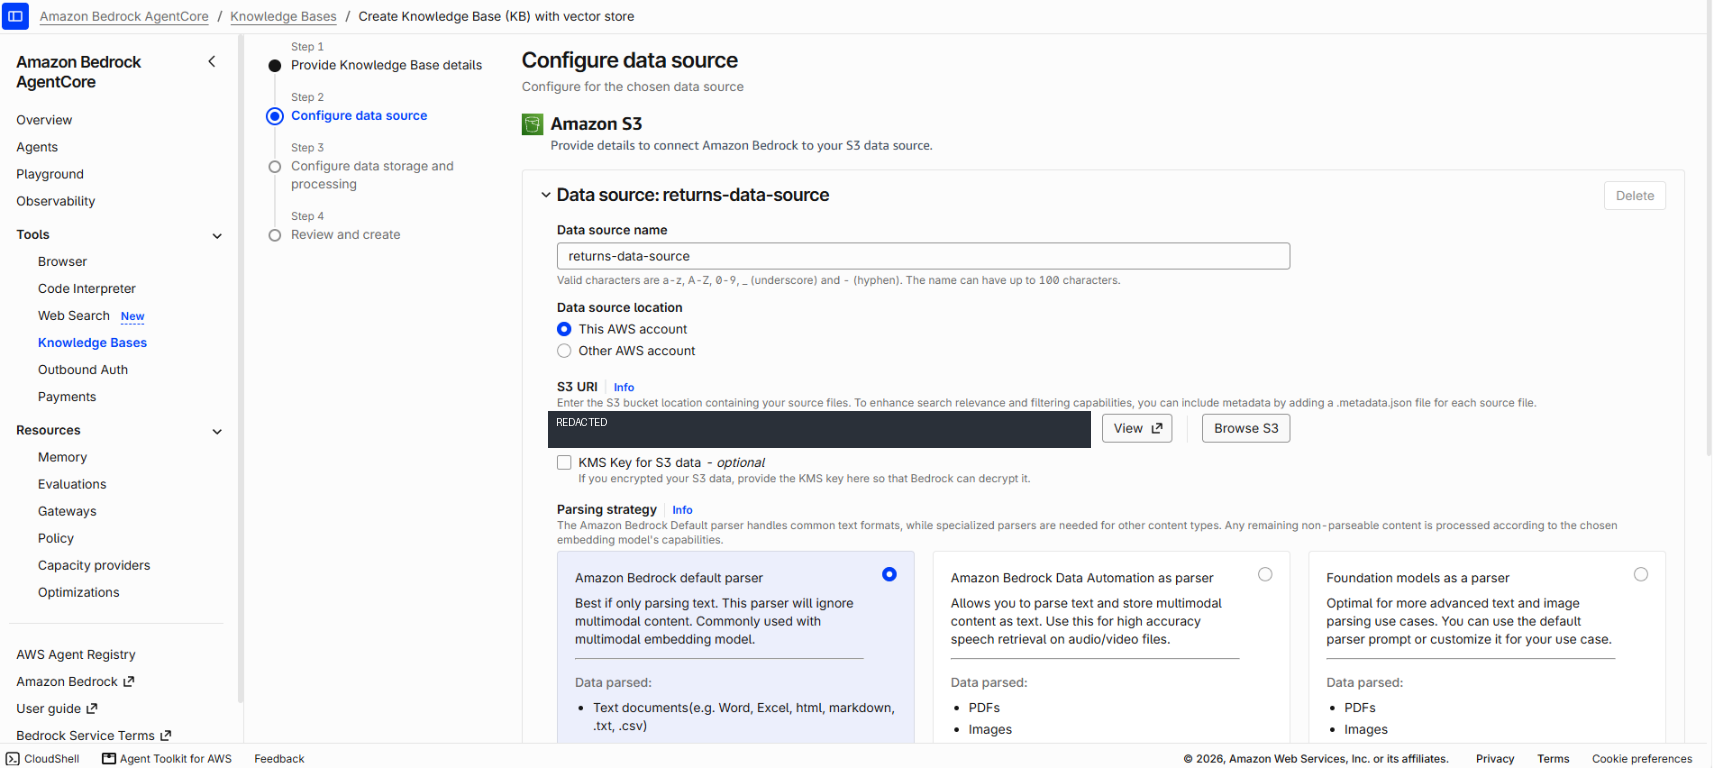 Amazon Bedrock AgentCore / Knowledge Bases / Create Knowledge Base (KB) with vector store
Amazon Bedrock
AgentCore
Overview
Agents
Playground
Observability
Tools
Browser
Code Interpreter
Web Search New
Knowledge Bases
Outbound Auth
Payments
Resources
Memory
Evaluations
Gateways
Policy
Capacity providers
Optimizations
AWS Agent Registry
Amazon Bedrock
User guide
Bedrock Service Terms
Step 1
Provide Knowledge Base details
Step 2
Configure data source
Step 3
Configure data storage and
processing
Step 4
Review and create
Configure data source
Configure for the chosen data source
Amazon S3
Provide details to connect Amazon Bedrock to your S3 data source.
Data source: returns-data-source
Delete
Data source name
returns-data-source
Valid characters are a-z, A-Z, 0-9, _ (underscore) and - (hyphen). The name can have up to 100 characters.
Data source location
This AWS account
Other AWS account
S3 URI Info
Enter the S3 bucket location containing your source files. To enhance search relevance and filtering capabilities, you can include metadata by adding a .metadata.json file for each source file.
REDACTED
View
Browse S3
KMS Key for S3 data - optional
If you encrypted your S3 data, provide the KMS key here so that Bedrock can decrypt it.
Parsing strategy Info
The Amazon Bedrock Default parser handles common text formats, while specialized parsers are needed for other content types. Any remaining non-parseable content is processed according to the chosen
embedding model's capabilities.
Amazon Bedrock default parser
Best if only parsing text. This parser will ignore
multimodal content. Commonly used with
multimodal embedding model.
Data parsed:
• Text documents(e.g. Word, Excel, html, markdown,
.txt, .csv)
Amazon Bedrock Data Automation as parser
Allows you to parse text and store multimodal
content as text. Use this for high accuracy
speech retrieval on audio/video files.
Data parsed:
• PDFs
• Images
Foundation models as a parser
Optimal for more advanced text and image
parsing use cases. You can use the default
parser prompt or customize it for your use case.
Data parsed:
• PDFs
• Images
CloudShell
Agent Toolkit for AWS
Feedback
© 2026, Amazon Web Services, Inc. or its affiliates.
Privacy
Terms
Cookie preferences